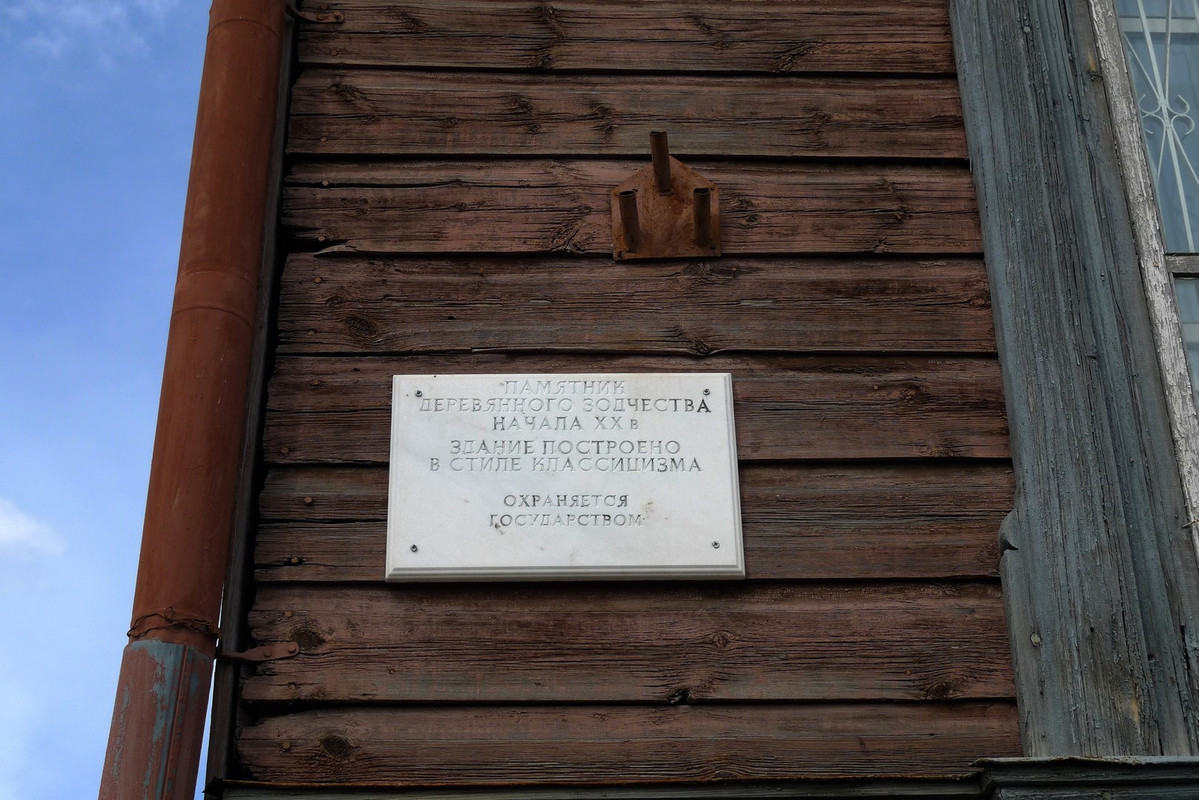 ПАМЯТНИК
ДЕРЕВЯННОГО ЗОДЧЕСТВА
НАЧАЛА XX в
ЗДАНИЕ ПОСТРОЕНО
В СТИЛЕ КЛАССИЦИЗМА
ОХРАНЯЕТСЯ
ГОСУДАРСТВОМ